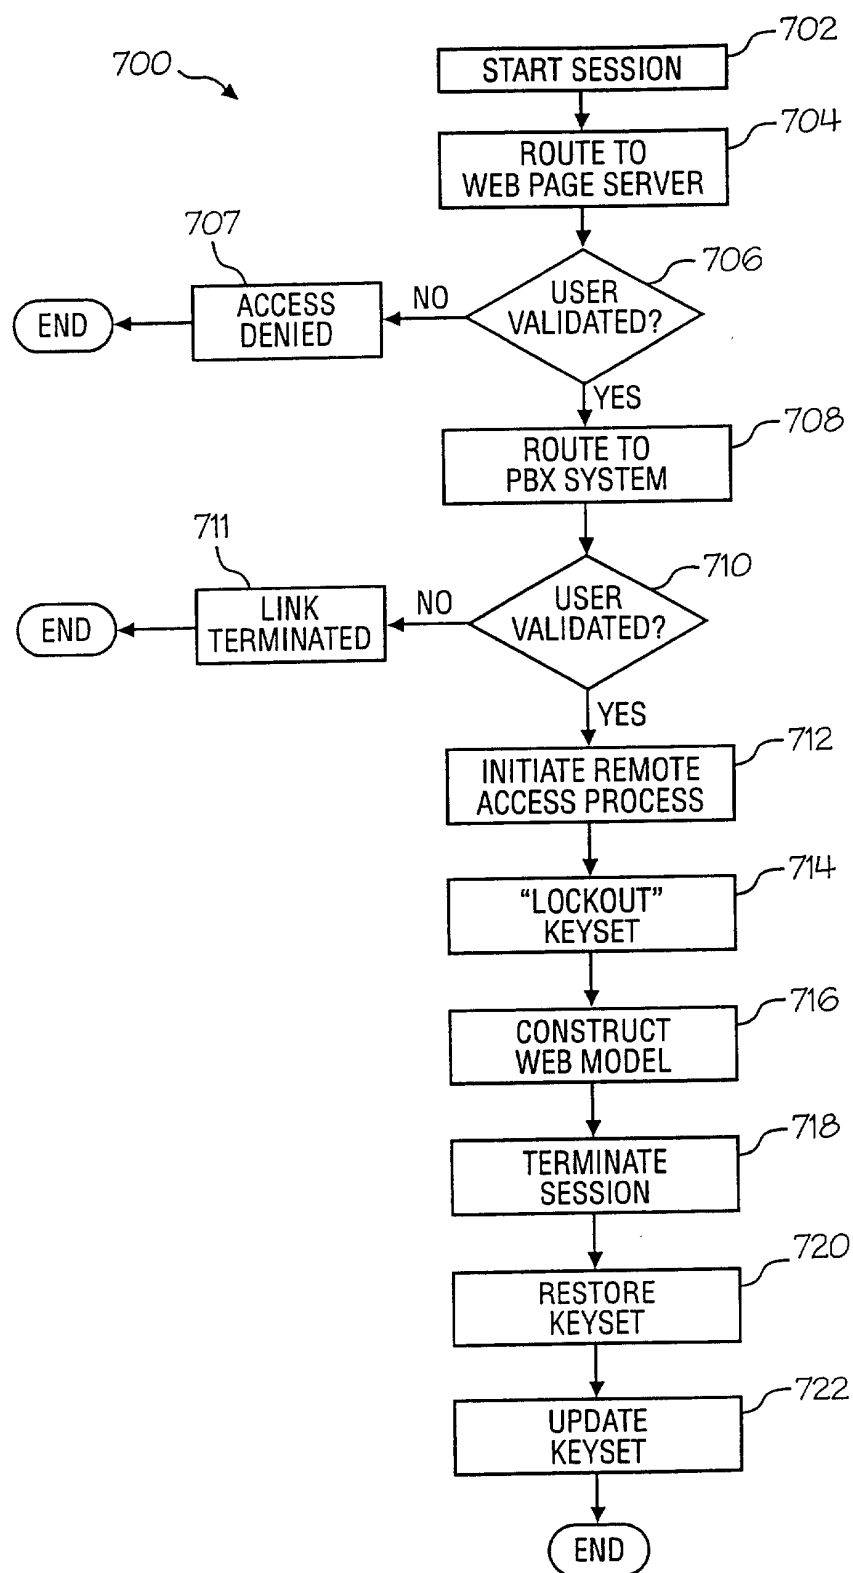 700
702
START SESSION
704
ROUTE TO
WEB PAGE SERVER
706
USER
VALIDATED?
NO
707
ACCESS
DENIED
END
YES
708
ROUTE TO
PBX SYSTEM
710
USER
VALIDATED?
NO
711
LINK
TERMINATED
END
YES
712
INITIATE REMOTE
ACCESS PROCESS
714
“LOCKOUT”
KEYSET
716
CONSTRUCT
WEB MODEL
718
TERMINATE
SESSION
720
RESTORE
KEYSET
722
UPDATE
KEYSET
END